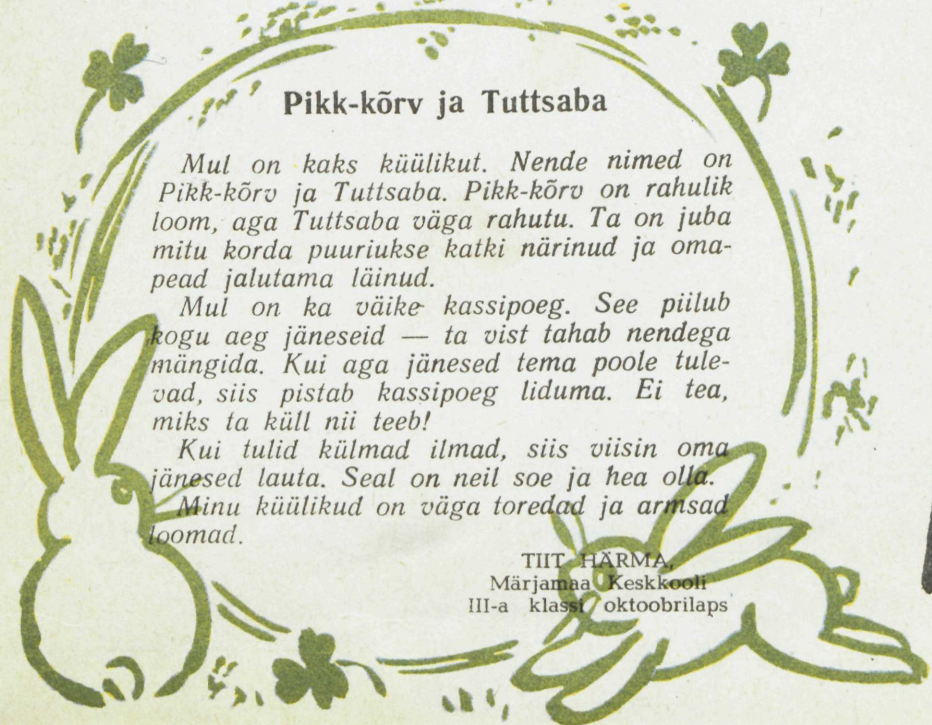 Pikk-kõrv ja Tuttsaba
Mul on kaks küülikut. Nende nimed on
Pikk-kõrv ja Tuttsaba. Pikk-kõrv on rahulik
loom, aga Tuttsaba väga rahutu. Ta on juba
mitu korda puuriukse katki närinud ja oma-
pead jalutama läinud.
Mul on ka väike kassipoeg. See piilub
kogu aeg jäneseid — ta vist tahab nendega
mängida. Kui aga jänesed tema poole tule-
vad, siis pistab kassipoeg liduma. Ei tea,
miks ta küll nii teeb!
Kui tulid külmad ilmad, siis viisin oma
jänesed lauta. Seal on neil soe ja hea olla.
Minu küülikud on väga toredad ja armsad
loomad.
TIIT HÄRMA,
Märjamaa Keskkooli
III-a klassi oktoobrilaps